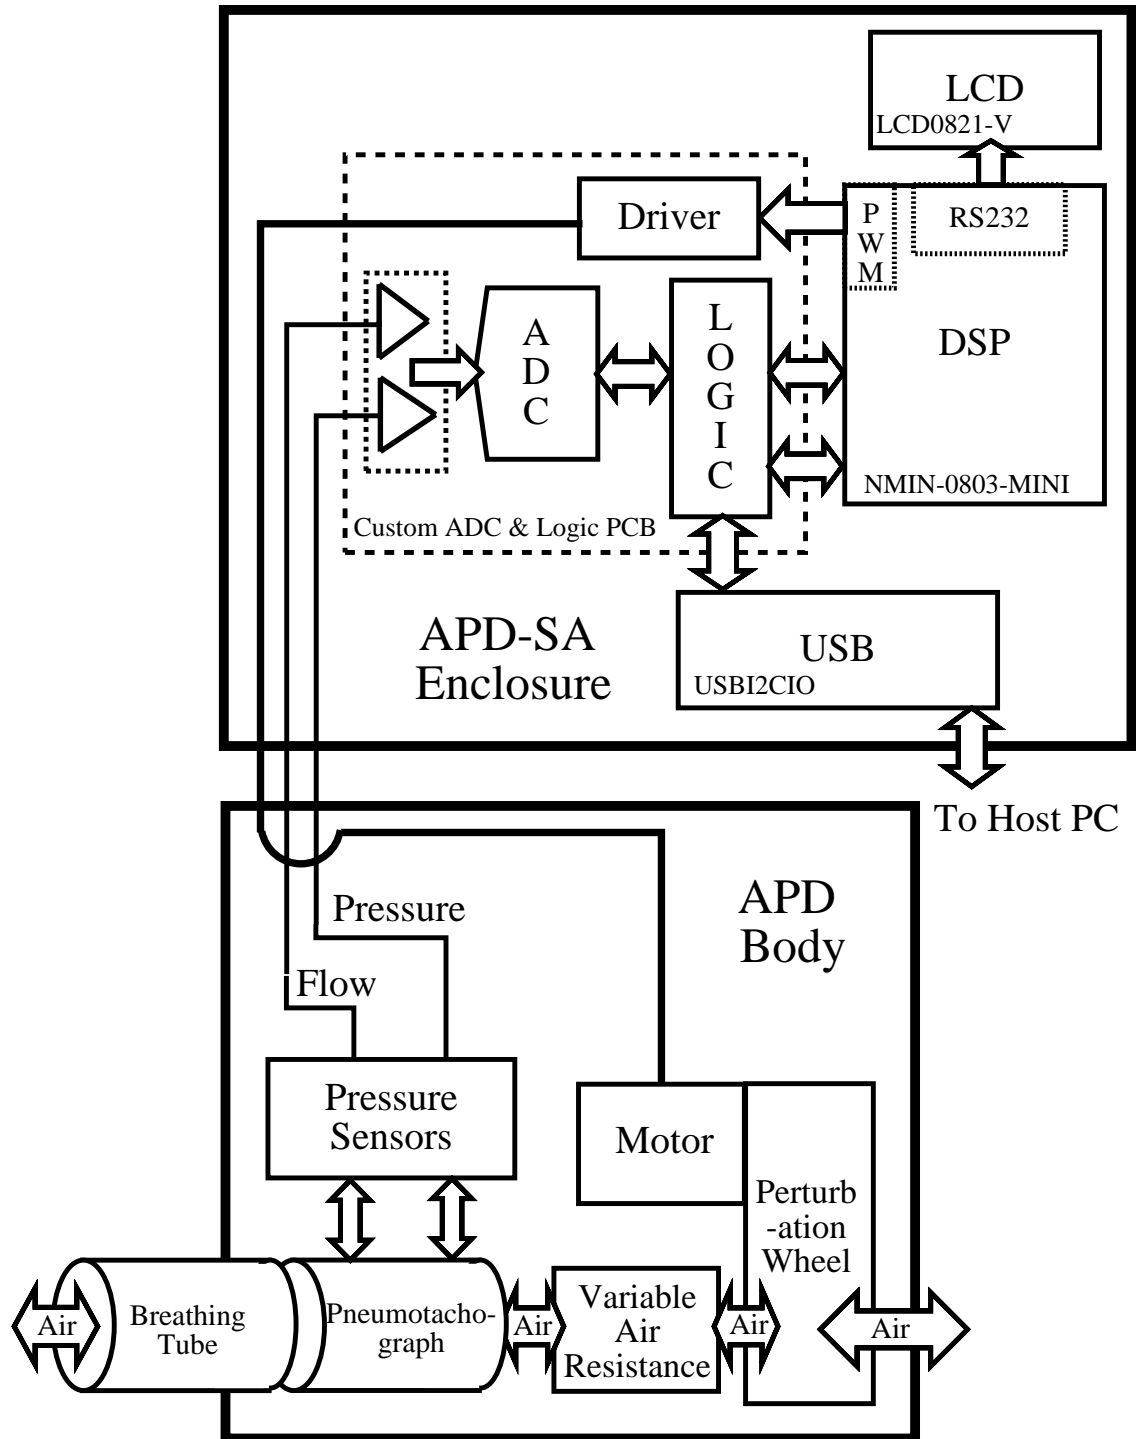 LCD
LCD0821-V
Driver
P
W
M
RS232
A
D
C
L
O
G
I
C
DSP
NMIN-0803-MINI
Custom ADC & Logic PCB
APD-SA
Enclosure
USB
USBI2CIO
To Host PC
APD
Body
Pressure
Flow
Pressure
Sensors
Motor
Perturb
-ation
Wheel
Air
Breathing
Tube
Pneumotacho-
graph
Air
Variable
Air
Resistance
Air
Air